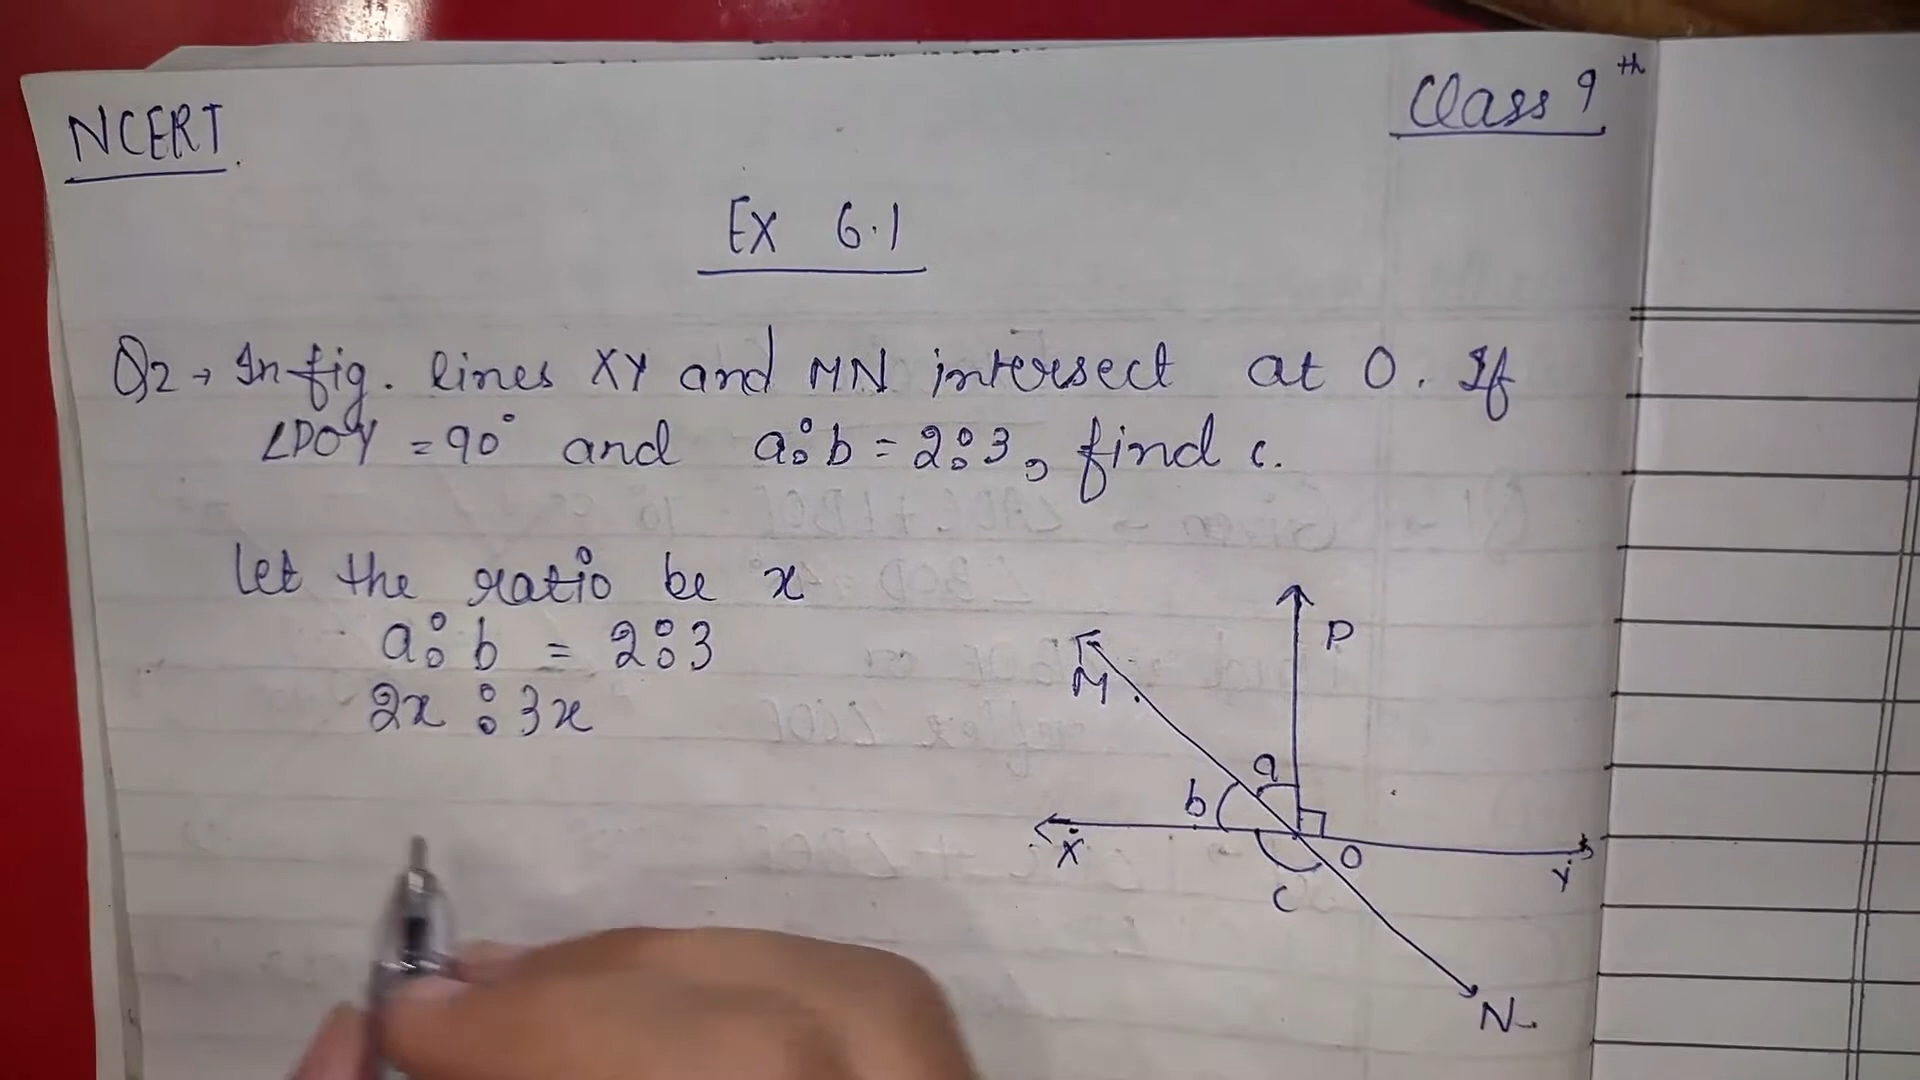 NCERT.
Class 9th
EX 6.1
Q2→ In fig. lines XY and MN intersect at O. If
∠POY = 90° and a:b = 2:3, find c.
let the ratio be x
a:b = 2:3
2x : 3x
P
M
a
b
X
O
Y
C
N